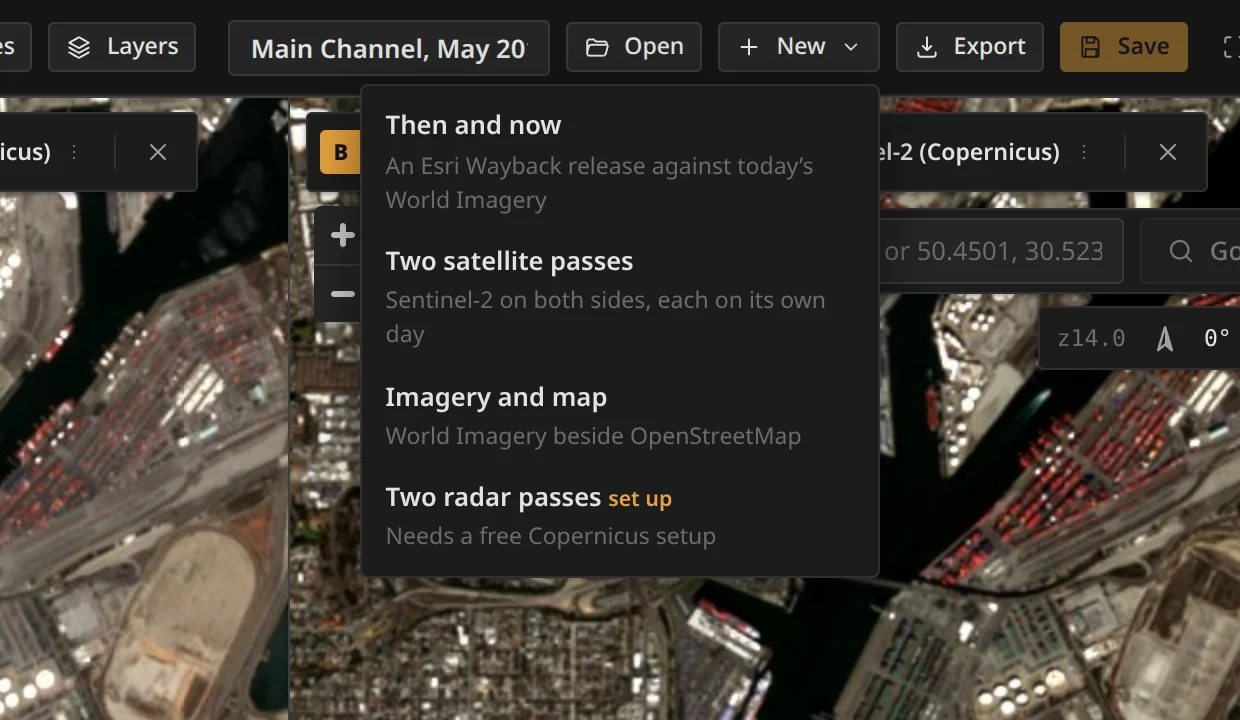 es Layers Main Channel, May 20 Open New Export Save
icus)
B
el-2 (Copernicus)
Then and now
An Esri Wayback release against today’s
World Imagery
or 50.4501, 30.523 Go
Two satellite passes
Sentinel-2 on both sides, each on its own
day
z14.0 0°
Imagery and map
World Imagery beside OpenStreetMap
Two radar passes set up
Needs a free Copernicus setup